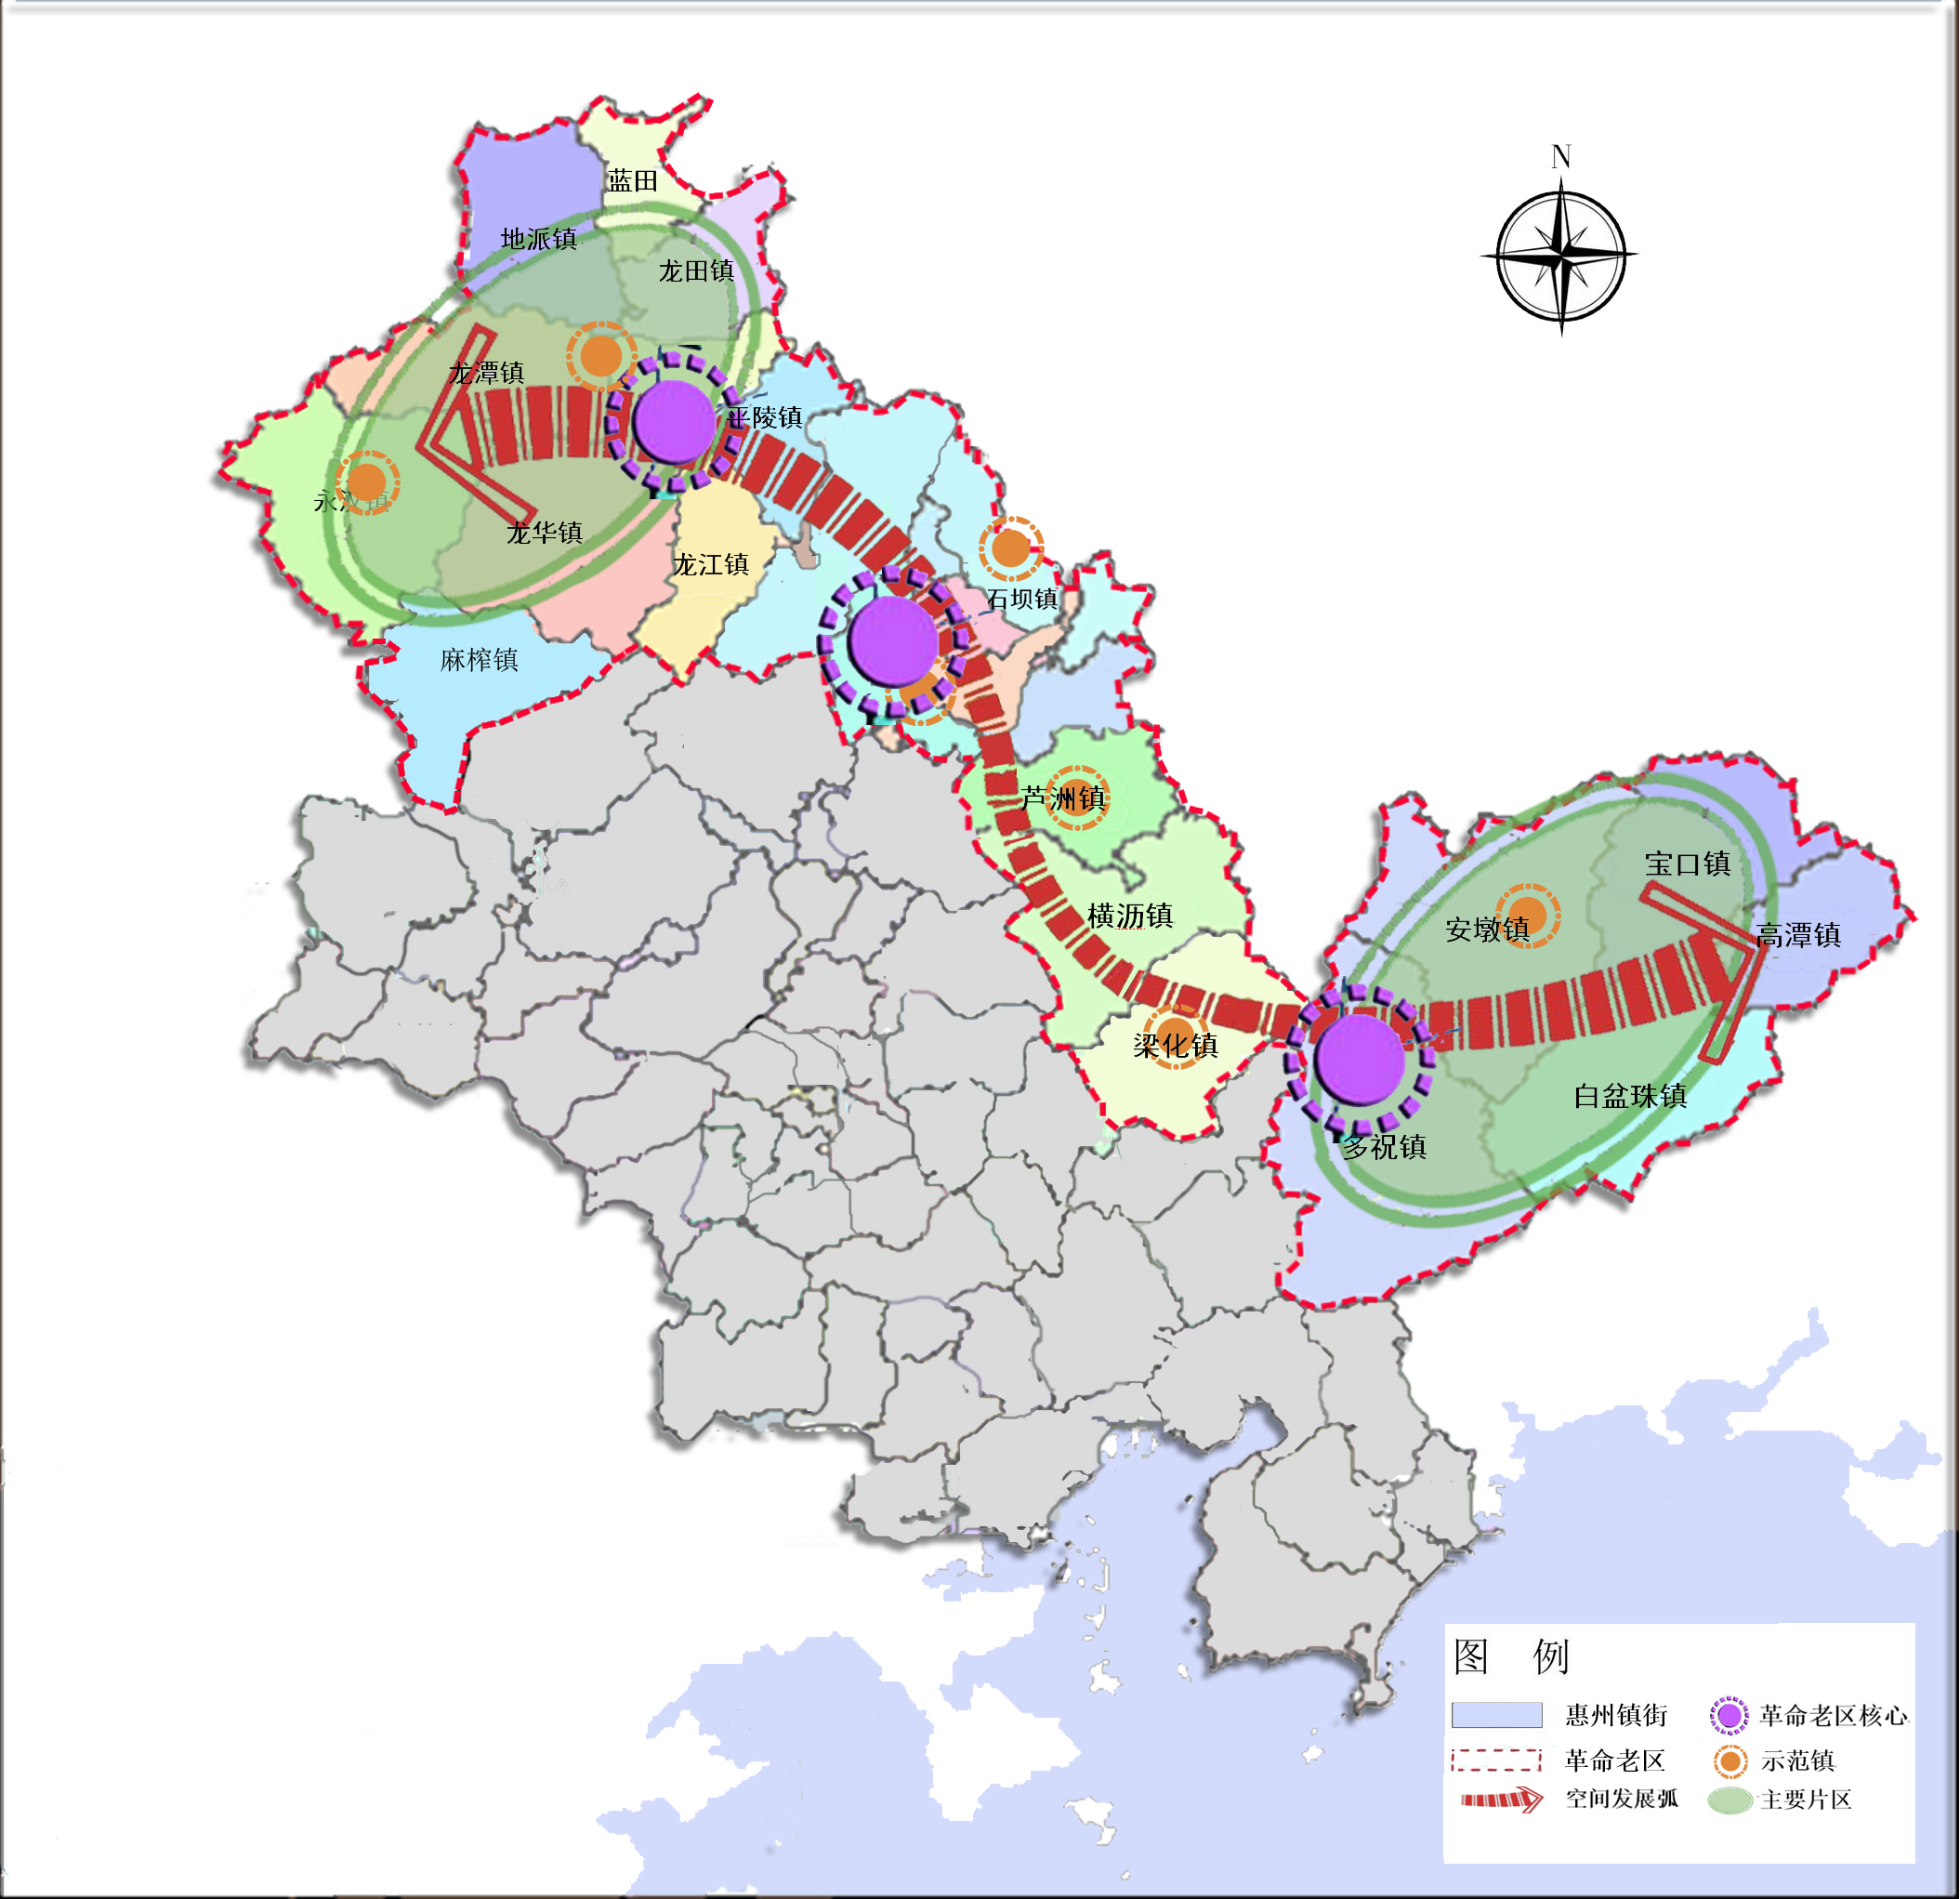 N
蓝田
地派镇
龙田镇
龙潭镇
平陵镇
永汉镇
龙华镇
龙江镇
石坝镇
麻榨镇
芦洲镇
宝口镇
横沥镇
安墩镇
高潭镇
梁化镇
白盆珠镇
多祝镇
图 例
惠州镇街
革命老区核心
革命老区
示范镇
空间发展弧
主要片区